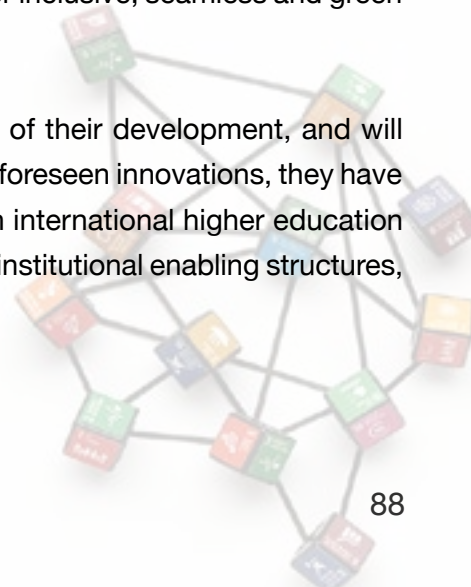 inclusive, seamless and green
of their development, and will
foreseen innovations, they have
international higher education
institutional enabling structures,
88